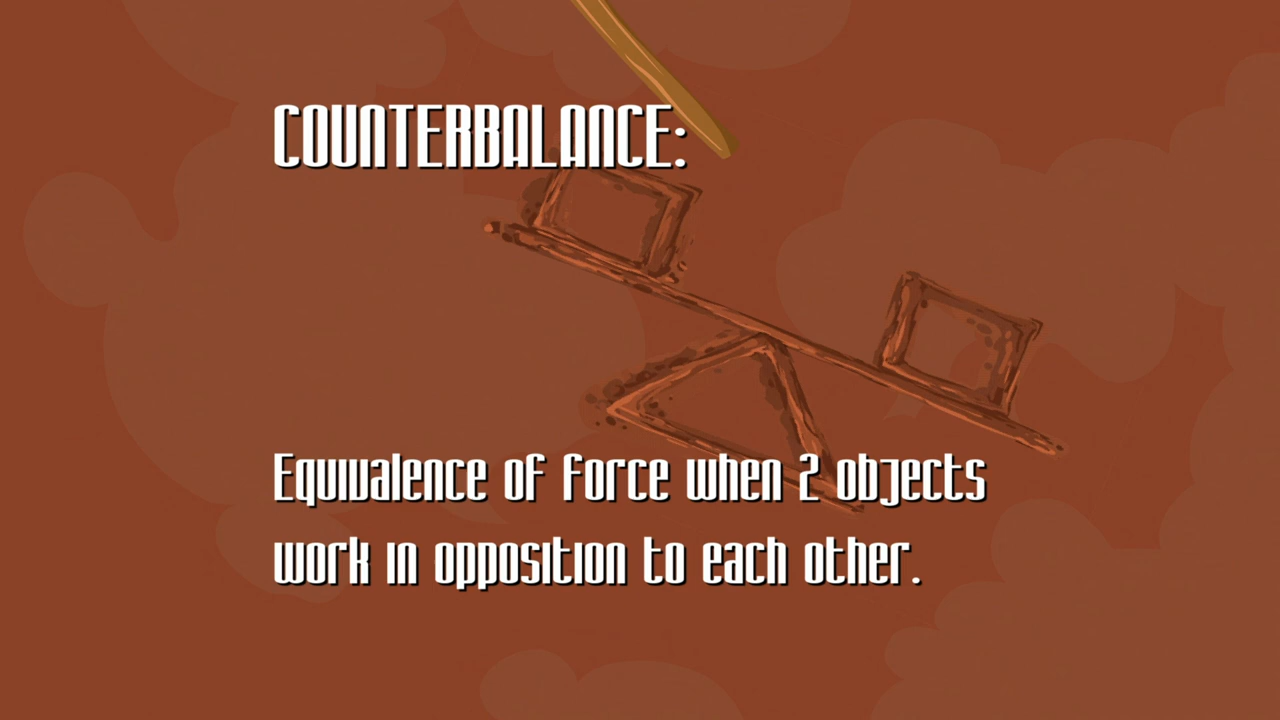 COUNTERBALANCE:
Equivalence of force when 2 objects
work in opposition to each other.